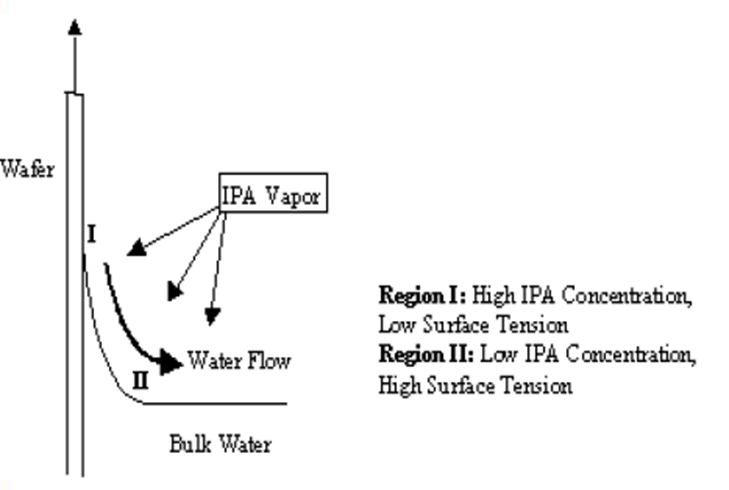 Wafer
IPA Vapor
I
Region I: High IPA Concentration,
Low Surface Tension
Region II: Low IPA Concentration,
High Surface Tension
Water Flow
II
Bulk Water